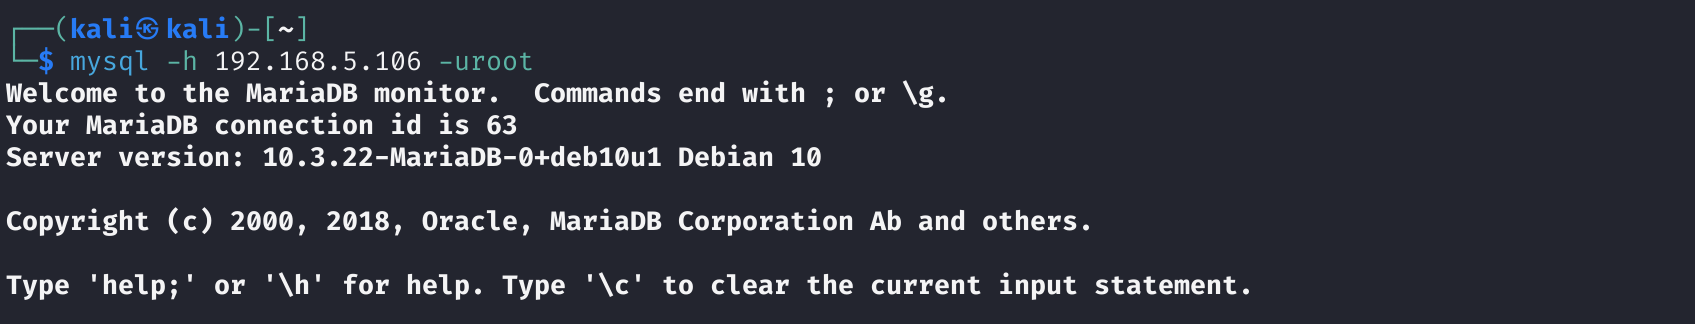 ┌──(kali㉿kali)-[~]
└─$ mysql -h 192.168.5.106 -uroot
Welcome to the MariaDB monitor.  Commands end with ; or \g.
Your MariaDB connection id is 63
Server version: 10.3.22-MariaDB-0+deb10u1 Debian 10

Copyright (c) 2000, 2018, Oracle, MariaDB Corporation Ab and others.

Type 'help;' or '\h' for help. Type '\c' to clear the current input statement.